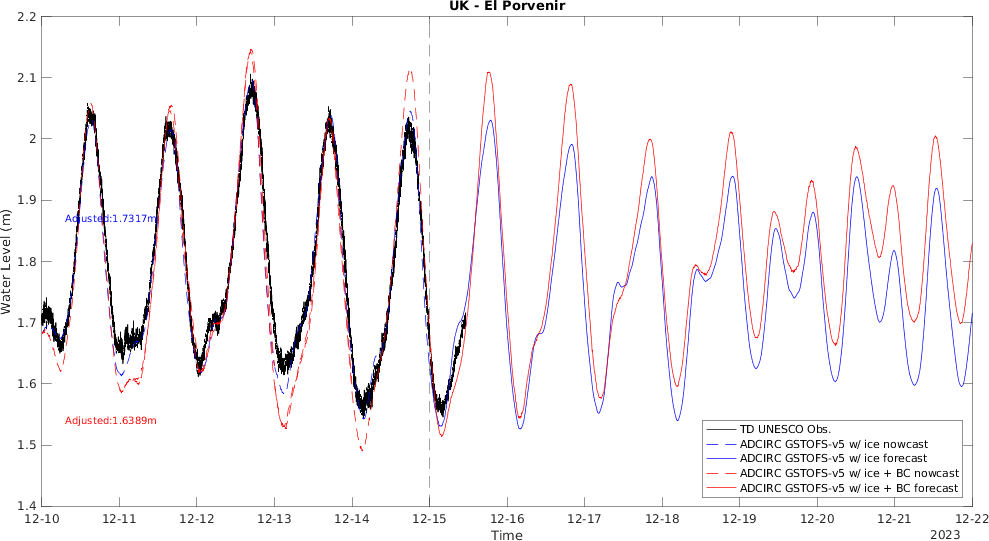 UK - El Porvenir
2.2
2.1
2
1.9
1.8
1.7
1.6
1.5
1.4
Water Level (m)
Adjusted:1.7317m
Adjusted:1.6389m
TD UNESCO Obs.
ADCIRC GSTOFS-v5 w/ ice nowcast
ADCIRC GSTOFS-v5 w/ ice forecast
ADCIRC GSTOFS-v5 w/ ice + BC nowcast
ADCIRC GSTOFS-v5 w/ ice + BC forecast
12-10 12-11 12-12 12-13 12-14 12-15 12-16 12-17 12-18 12-19 12-20 12-21 12-22
Time
2023